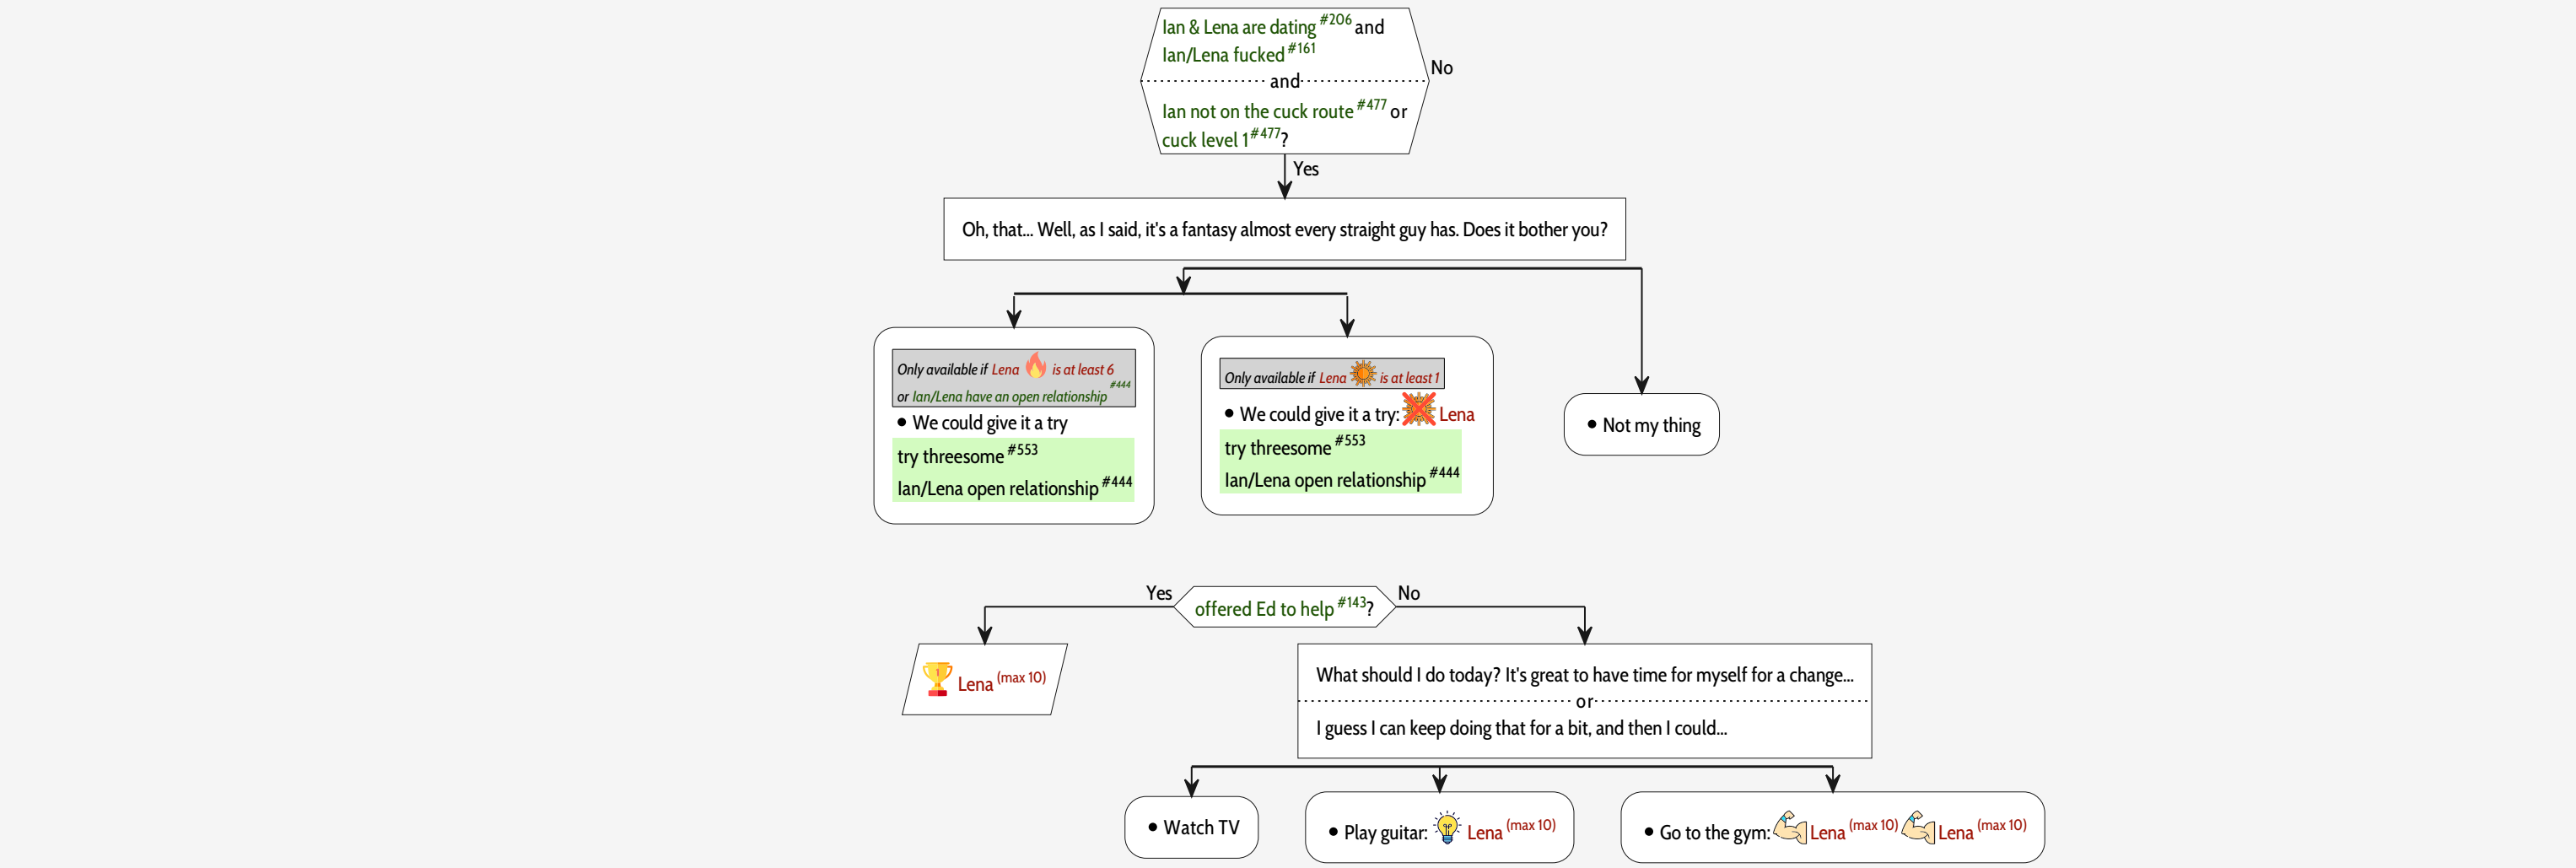 Ian & Lena are dating #206 and
Ian/Lena fucked #161
and
No
Ian not on the cuck route #477 or
cuck level 1 #477?
Yes
Oh, that... Well, as I said, it's a fantasy almost every straight guy has. Does it bother you?
Only available if Lena is at least 6
or Ian/Lena have an open relationship #444
• We could give it a try
try threesome #553
Ian/Lena open relationship #444
Only available if Lena is at least 1
• We could give it a try: Lena
try threesome #553
Ian/Lena open relationship #444
• Not my thing
Yes
offered Ed to help #143?
No
Lena (max 10)
What should I do today? It's great to have time for myself for a change...
or
I guess I can keep doing that for a bit, and then I could...
• Watch TV
• Play guitar: Lena (max 10)
• Go to the gym: Lena (max 10) Lena (max 10)